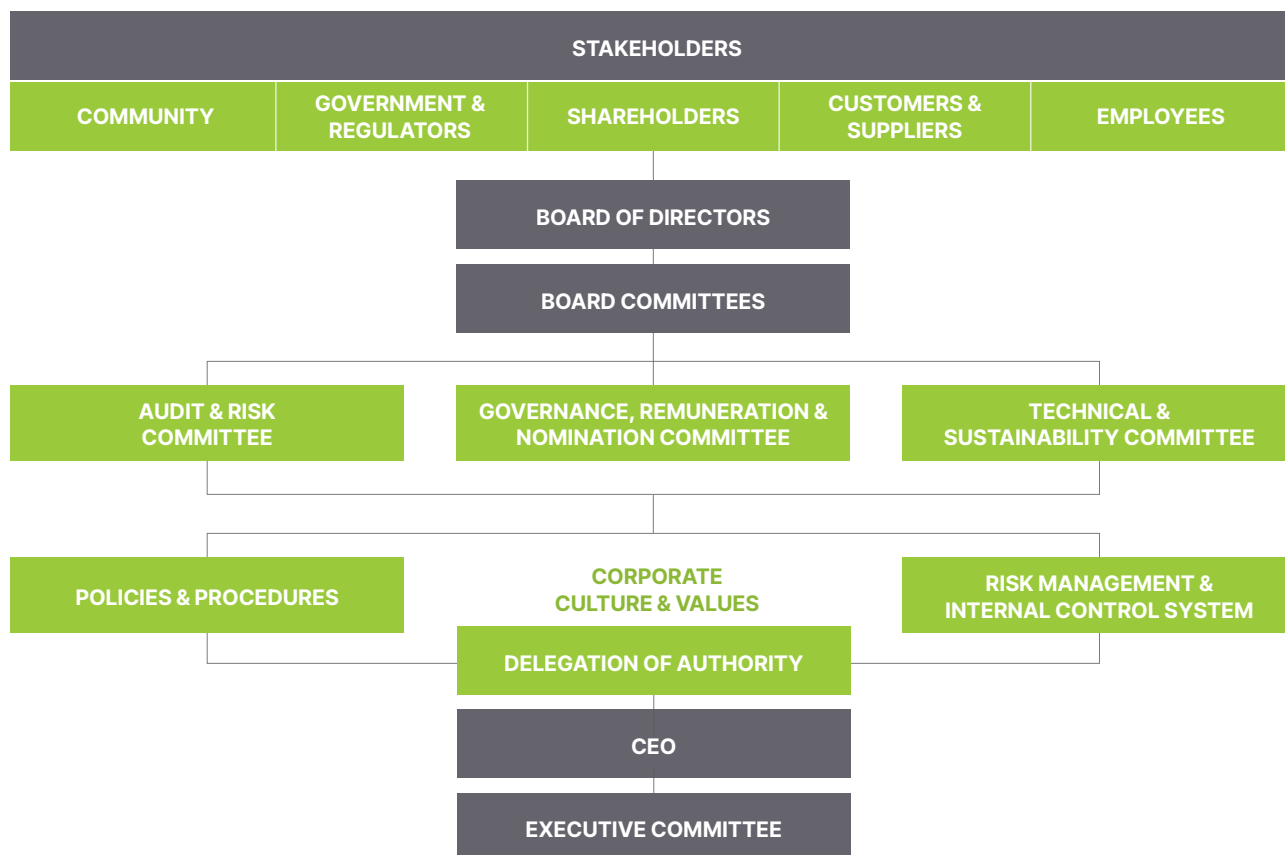 STAKEHOLDERS
COMMUNITY
GOVERNMENT &
REGULATORS
SHAREHOLDERS
CUSTOMERS &
SUPPLIERS
EMPLOYEES
BOARD OF DIRECTORS
BOARD COMMITTEES
AUDIT & RISK
COMMITTEE
GOVERNANCE, REMUNERATION &
NOMINATION COMMITTEE
TECHNICAL &
SUSTAINABILITY COMMITTEE
POLICIES & PROCEDURES
CORPORATE
CULTURE & VALUES
RISK MANAGEMENT &
INTERNAL CONTROL SYSTEM
DELEGATION OF AUTHORITY
CEO
EXECUTIVE COMMITTEE